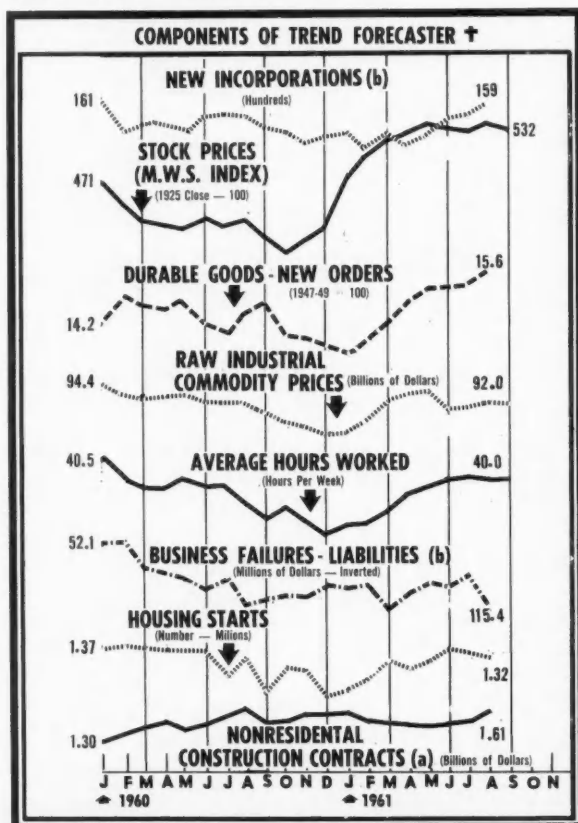 COMPONENTS OF TREND FORECASTER †
NEW INCORPORATIONS (b)
(Hundreds)
161
159
532
STOCK PRICES
(M.W.S. INDEX)
(1925 Close — 100)
471
DURABLE GOODS - NEW ORDERS
(1947-49 — 100)
15.6
14.2
RAW INDUSTRIAL
COMMODITY PRICES (Billions of Dollars)
94.4
92.0
AVERAGE HOURS WORKED
(Hours Per Week)
40.5
40.0
52.1
BUSINESS FAILURES - LIABILITIES (b)
(Millions of Dollars — Inverted)
115.4
HOUSING STARTS
(Number — Milions)
1.37
1.32
1.61
1.30
NONRESIDENTIAL
CONSTRUCTION CONTRACTS (a) (Billions of Dollars)
J F M A M J J A S O N D J F M A M J J A S O N
1960 1961